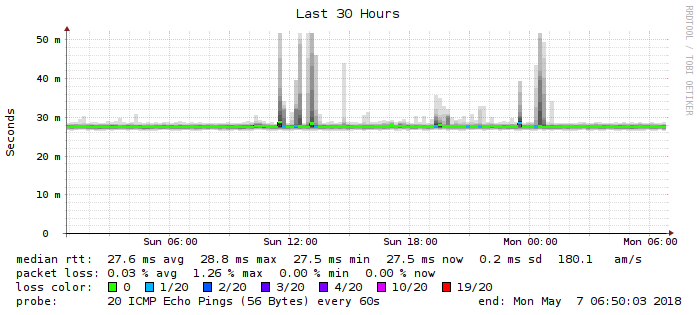 Last 30 Hours
RRDTOOL / TOBI OETIKER
Seconds
50 m
40 m
30 m
20 m
10 m
0
Sun 06:00 Sun 12:00 Sun 18:00 Mon 00:00 Mon 06:00
median rtt: 27.6 ms avg 28.8 ms max 27.5 ms min 27.5 ms now 0.2 ms sd 180.1 am/s
packet loss: 0.03 % avg 1.26 % max 0.00 % min 0.00 % now
loss color: 0 1/20 2/20 3/20 4/20 10/20 19/20
probe: 20 ICMP Echo Pings (56 Bytes) every 60s end: Mon May 7 06:50:03 2018